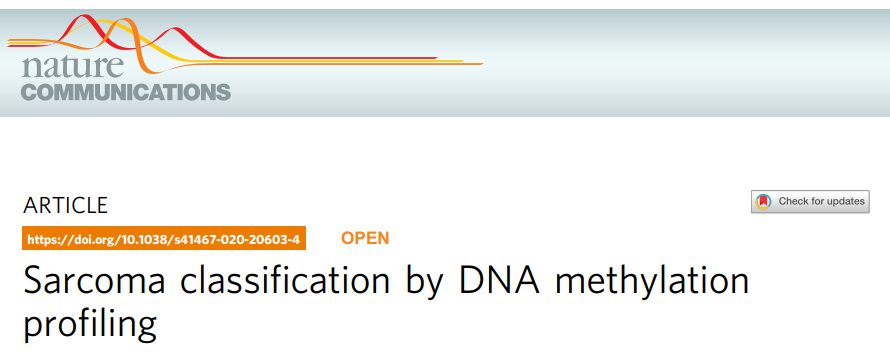 nature
COMMUNICATIONS
ARTICLE
Check for updates
https://doi.org/10.1038/s41467-020-20603-4 OPEN
Sarcoma classification by DNA methylation
profiling